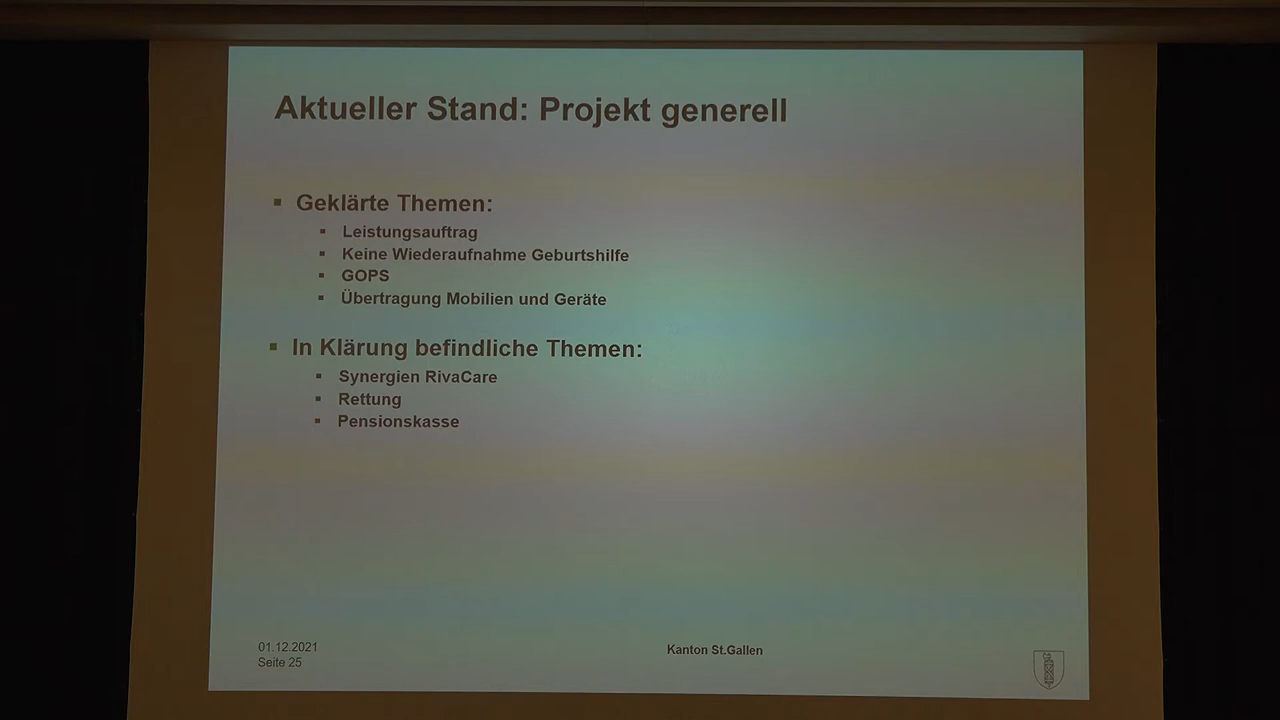 Aktueller Stand: Projekt generell
▪ Geklärte Themen:
▪ Leistungsauftrag
▪ Keine Wiederaufnahme Geburtshilfe
▪ GOPS
▪ Übertragung Mobilien und Geräte
▪ In Klärung befindliche Themen:
▪ Synergien RivaCare
▪ Rettung
▪ Pensionskasse
01.12.2021
Seite 25
Kanton St.Gallen